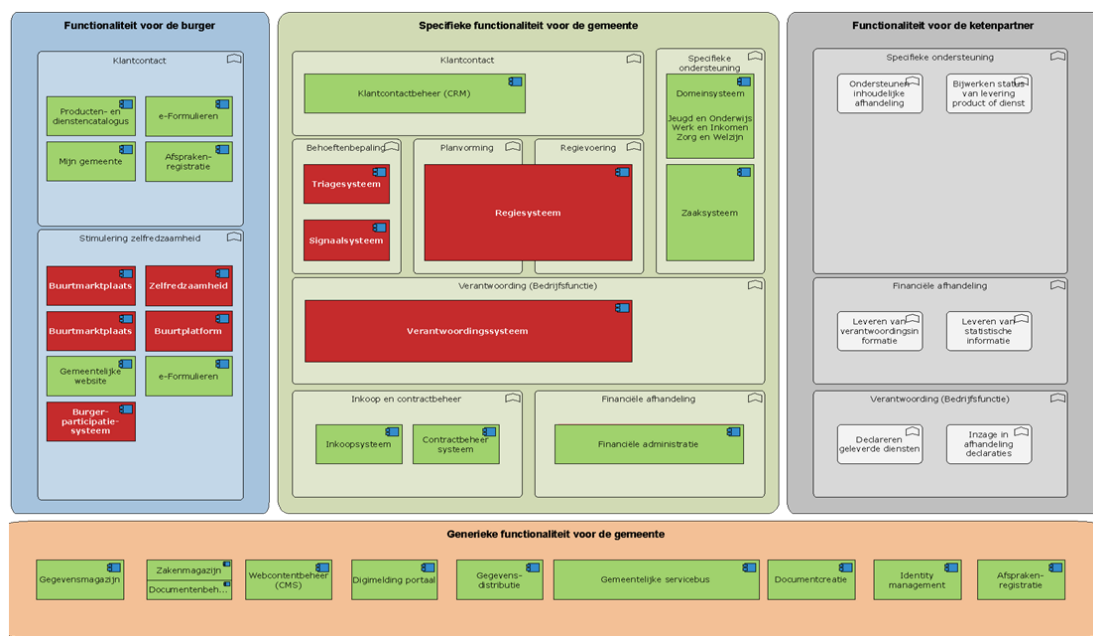 Functionaliteit voor de burger
Klantcontact
Producten- en
dienstencatalogus
e-Formulieren
Mijn gemeente
Afspraken-
registratie
Stimulering zelfredzaamheid
Buurtmarktplaats
Zelfredzaamheid
Buurtmarktplaats
Buurtplatform
Gemeentelijke
website
e-Formulieren
Burger-
participatie-
systeem
Specifieke functionaliteit voor de gemeente
Klantcontact
Klantcontactbeheer (CRM)
Specifieke
ondersteuning
Domeinsysteem
Jeugd en Onderwijs
Werk en Inkomen
Zorg en Welzijn
Zaaksysteem
Behoeftenbepaling
Triagesysteem
Signaalsysteem
Planvorming
Regievoering
Regiesysteem
Verantwoording (Bedrijfsfunctie)
Verantwoordingssysteem
Inkoop en contractbeheer
Inkoopsysteem
Contractbeheer
systeem
Financiële afhandeling
Financiële administratie
Functionaliteit voor de ketenpartner
Specifieke ondersteuning
Ondersteunen
inhoudelijke
afhandeling
Bijwerken status
van levering
product of dienst
Financiële afhandeling
Leveren van
verantwoordingsin
formatie
Leveren van
statistische
informatie
Verantwoording (Bedrijfsfunctie)
Declareren
geleverde diensten
Inzage in
afhandeling
declaraties
Generieke functionaliteit voor de gemeente
Gegevensmagazijn
Zakenmagazijn
Documentenbeh...
Webcontentbeheer
(CMS)
Digimelding portaal
Gegevens-
distributie
Gemeentelijke servicebus
Documentcreatie
Identity
management
Afspraken-
registratie